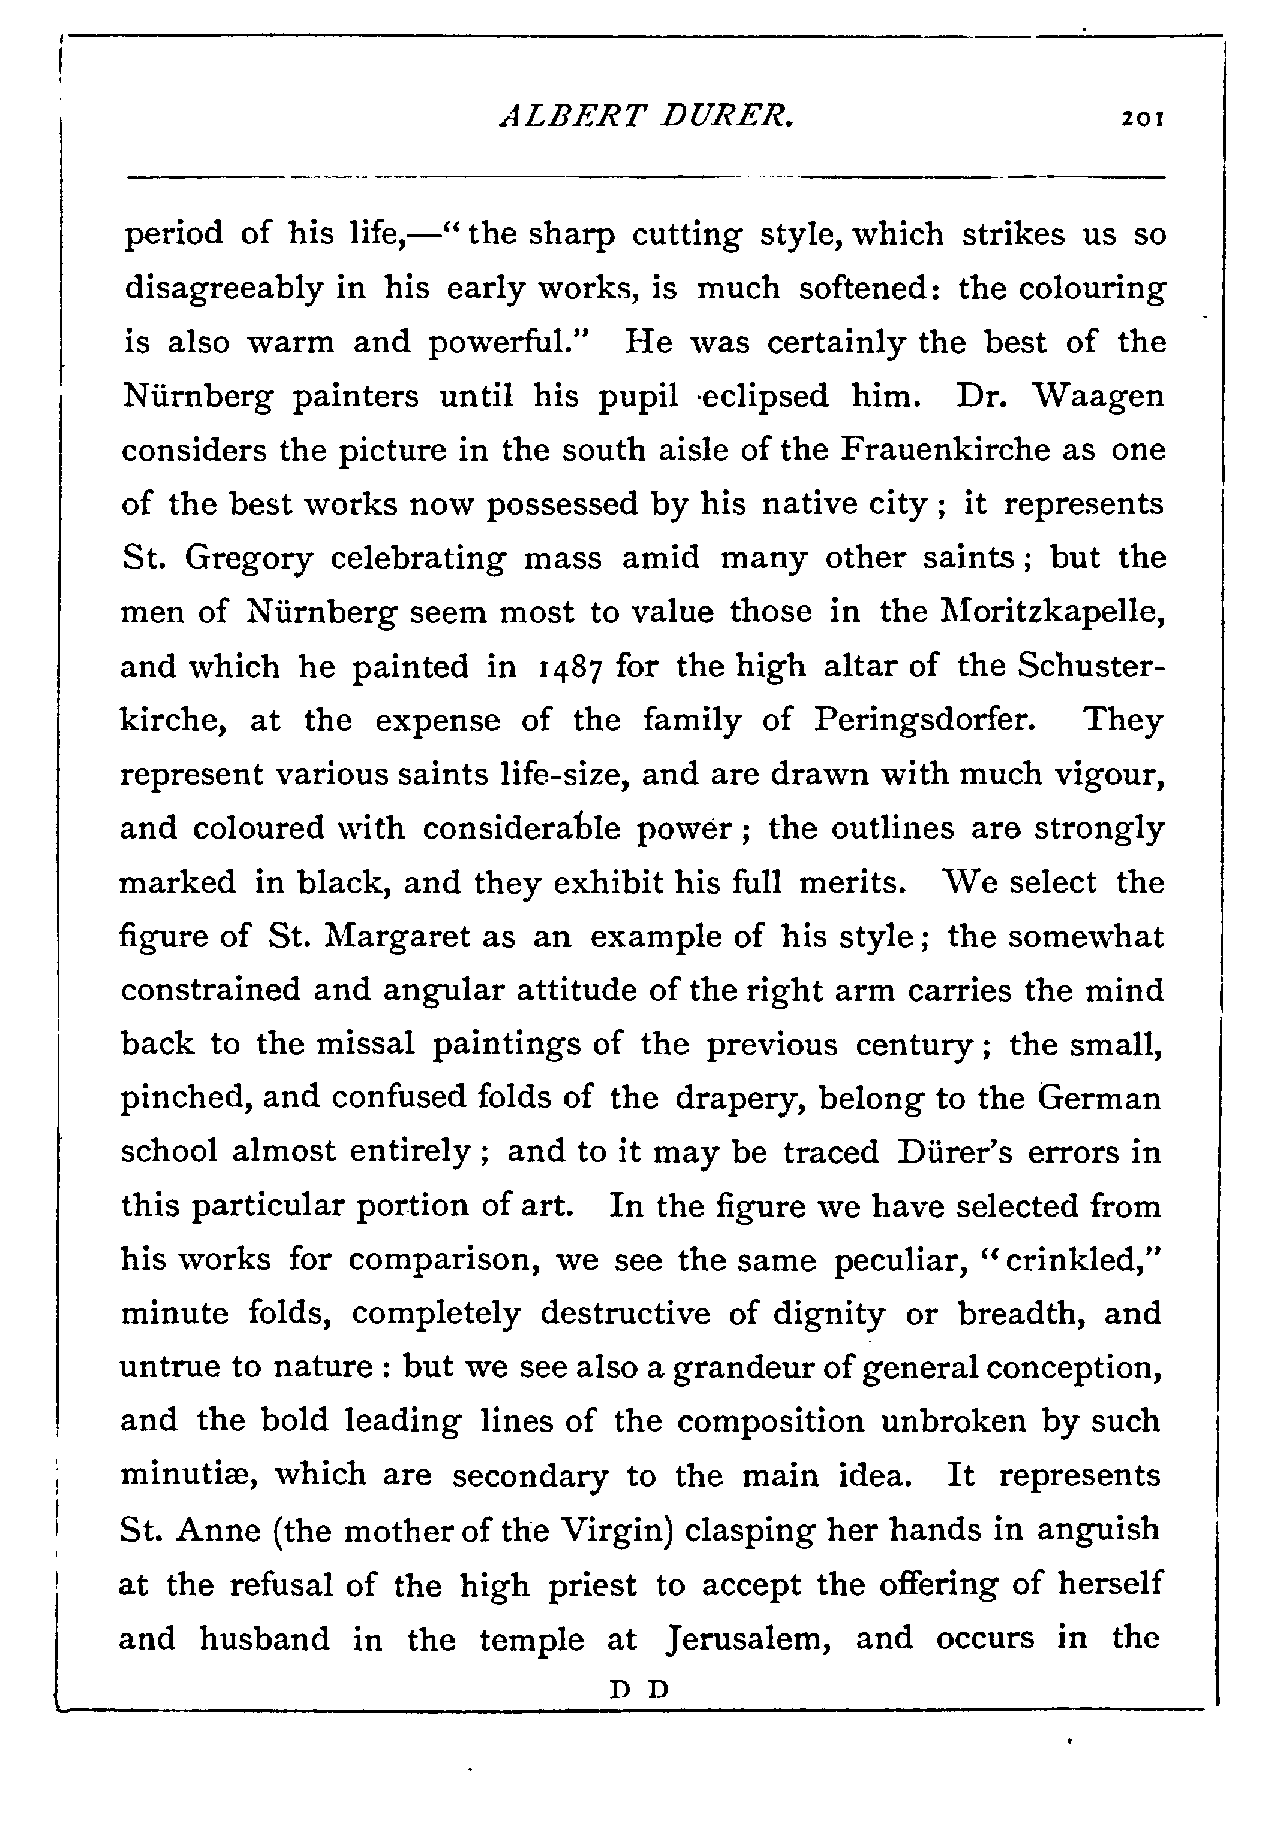 ALBERT DURER. 201
period of his life,—“ the sharp cutting style, which strikes us so
disagreeably in his early works, is much softened: the colouring
is also warm and powerful.” He was certainly the best of the
Nürnberg painters until his pupil eclipsed him. Dr. Waagen
considers the picture in the south aisle of the Frauenkirche as one
of the best works now possessed by his native city ; it represents
St. Gregory celebrating mass amid many other saints ; but the
men of Nürnberg seem most to value those in the Moritzkapelle,
and which he painted in 1487 for the high altar of the Schuster-
kirche, at the expense of the family of Peringsdorfer. They
represent various saints life-size, and are drawn with much vigour,
and coloured with considerable power ; the outlines are strongly
marked in black, and they exhibit his full merits. We select the
figure of St. Margaret as an example of his style ; the somewhat
constrained and angular attitude of the right arm carries the mind
back to the missal paintings of the previous century ; the small,
pinched, and confused folds of the drapery, belong to the German
school almost entirely ; and to it may be traced Dürer’s errors in
this particular portion of art. In the figure we have selected from
his works for comparison, we see the same peculiar, “ crinkled,”
minute folds, completely destructive of dignity or breadth, and
untrue to nature : but we see also a grandeur of general conception,
and the bold leading lines of the composition unbroken by such
minutiæ, which are secondary to the main idea. It represents
St. Anne (the mother of the Virgin) clasping her hands in anguish
at the refusal of the high priest to accept the offering of herself
and husband in the temple at Jerusalem, and occurs in the
D D